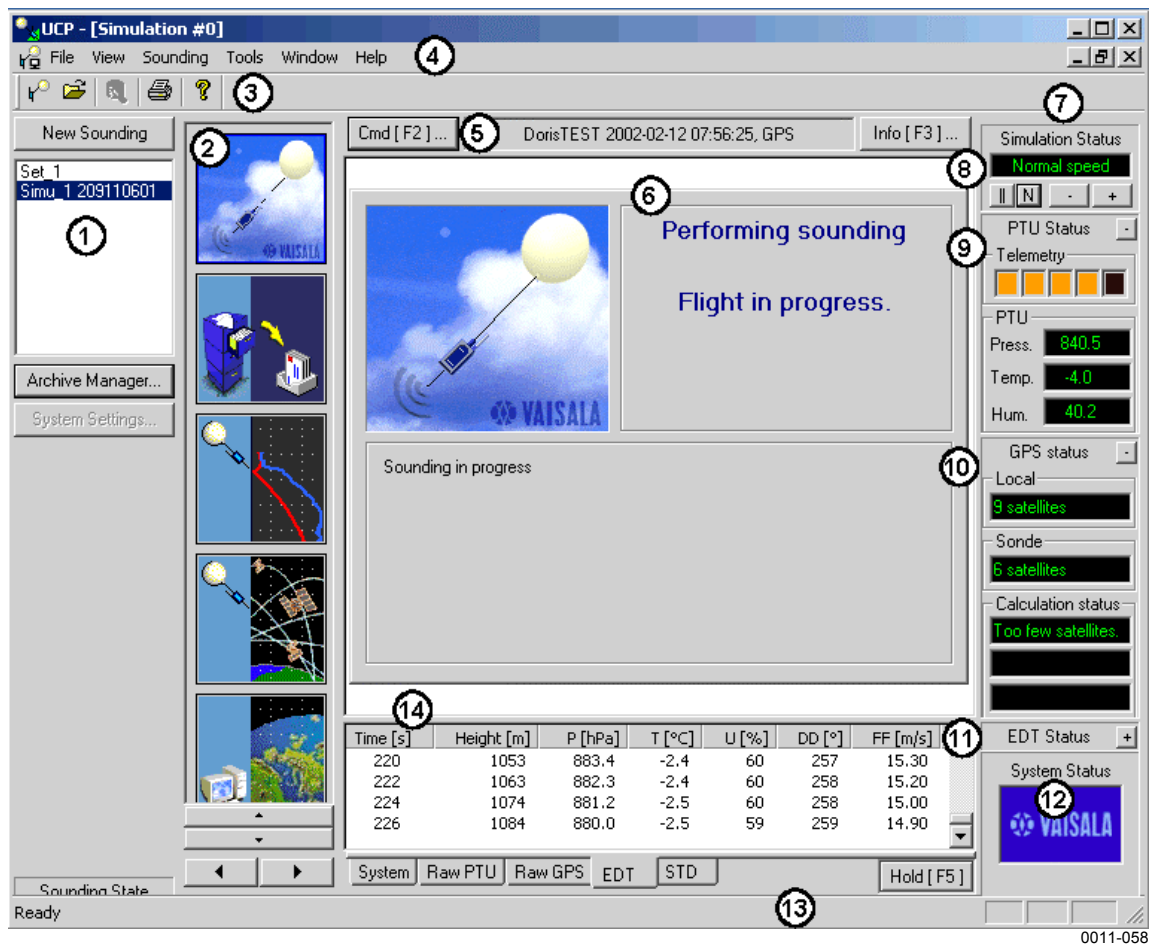 UCP - [Simulation #0]
File View Sounding Tools Window Help
4
3
New Sounding
Set_1
Simu_1 209110601
1
Archive Manager...
System Settings...
Sounding State
2
VAISALA
Cmd [ F2 ] ...
5
DorisTEST 2002-02-12 07:56:25, GPS
Info [ F3 ] ...
6
VAISALA
Performing sounding
Flight in progress.
Sounding in progress
7
Simulation Status
8
Normal speed
|| N - +
PTU Status -
9
Telemetry
PTU
Press. 840.5
Temp. -4.0
Hum. 40.2
10
GPS status -
Local
9 satellites
Sonde
6 satellites
Calculation status
Too few satellites.
11
EDT Status +
System Status
12
VAISALA
14
Time [s] Height [m] P [hPa] T [°C] U [%] DD [°] FF [m/s]
220 1053 883.4 -2.4 60 257 15.30
222 1063 882.3 -2.4 60 258 15.20
224 1074 881.2 -2.5 60 258 15.00
226 1084 880.0 -2.5 59 259 14.90
System Raw PTU Raw GPS EDT STD
Hold [ F5 ]
Ready
13
0011-058